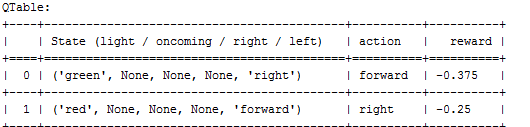 QTable:
+----+------------------------------------------+---------+---------+
| | State (light / oncoming / right / left) | action | reward |
+====+==========================================+=========+=========+
| 0 | ('green', None, None, None, 'right') | forward | -0.375 |
+----+------------------------------------------+---------+---------+
| 1 | ('red', None, None, None, 'forward') | right | -0.25 |
+----+------------------------------------------+---------+---------+